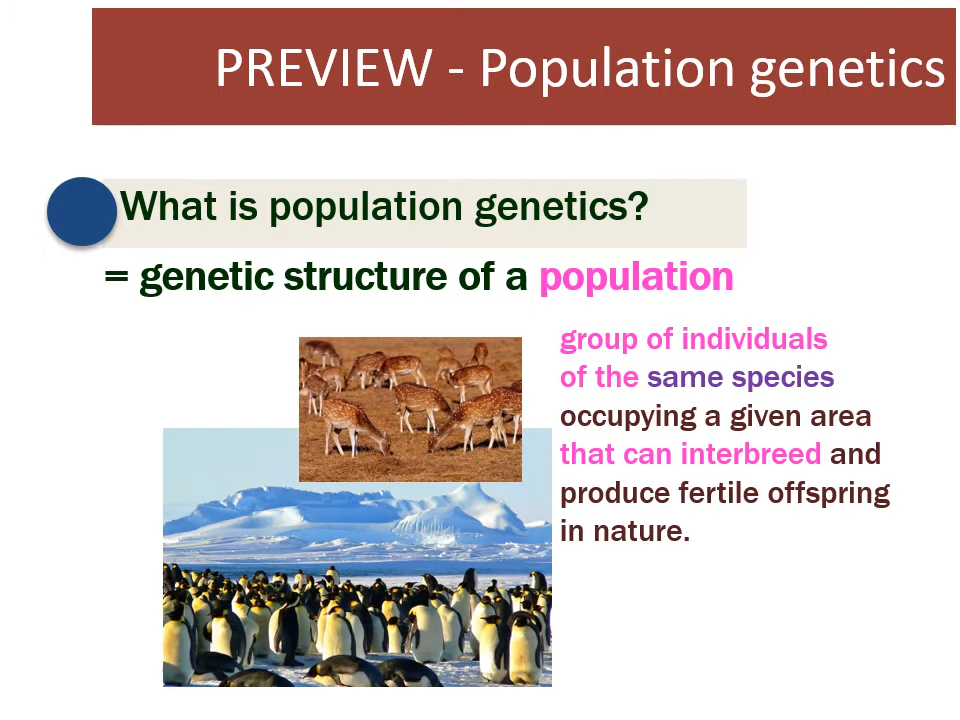 PREVIEW - Population genetics
What is population genetics?
= genetic structure of a population
group of individuals
of the same species
occupying a given area
that can interbreed and
produce fertile offspring
in nature.